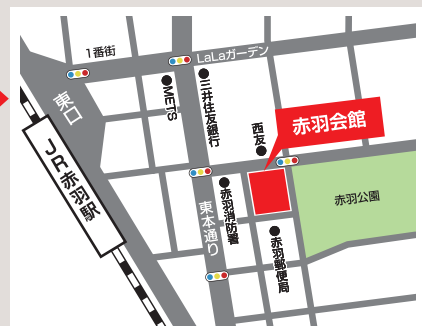 1番街
LaLaガーデン
東口
METS
三井住友銀行
西友
赤羽会館
JR赤羽駅
東本通り
赤羽消防署
赤羽公園
赤羽郵便局